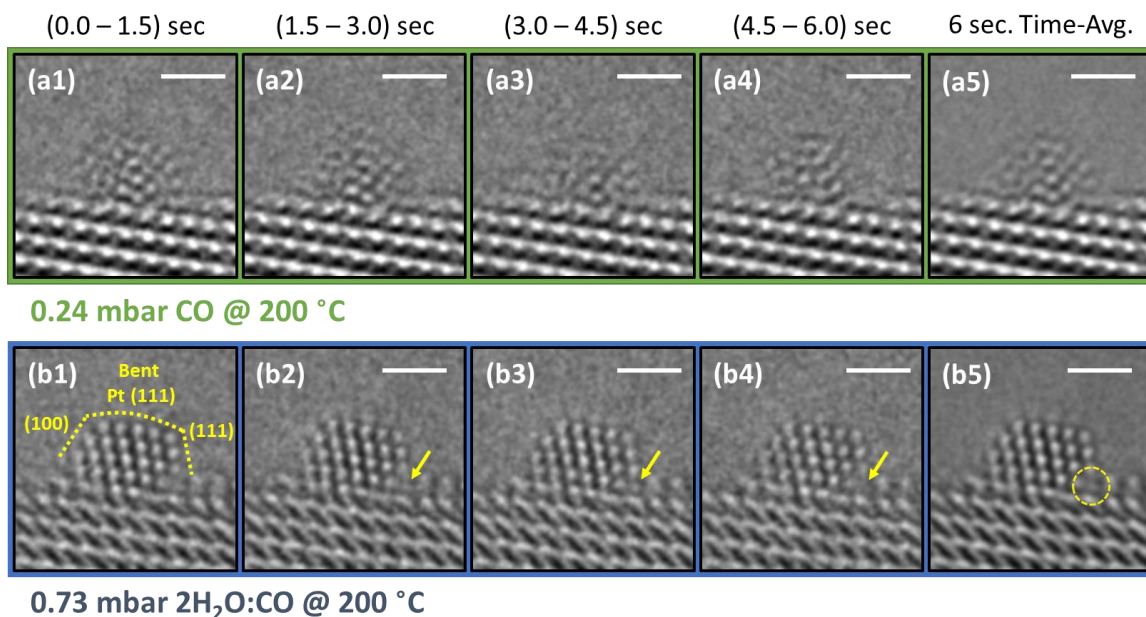 (0.0 – 1.5) sec
(1.5 – 3.0) sec
(3.0 – 4.5) sec
(4.5 – 6.0) sec
6 sec. Time-Avg.
(a1)
(a2)
(a3)
(a4)
(a5)
0.24 mbar CO @ 200 °C
(b1)
Bent
Pt (111)
(100)
(111)
(b2)
(b3)
(b4)
(b5)
0.73 mbar 2H₂O:CO @ 200 °C